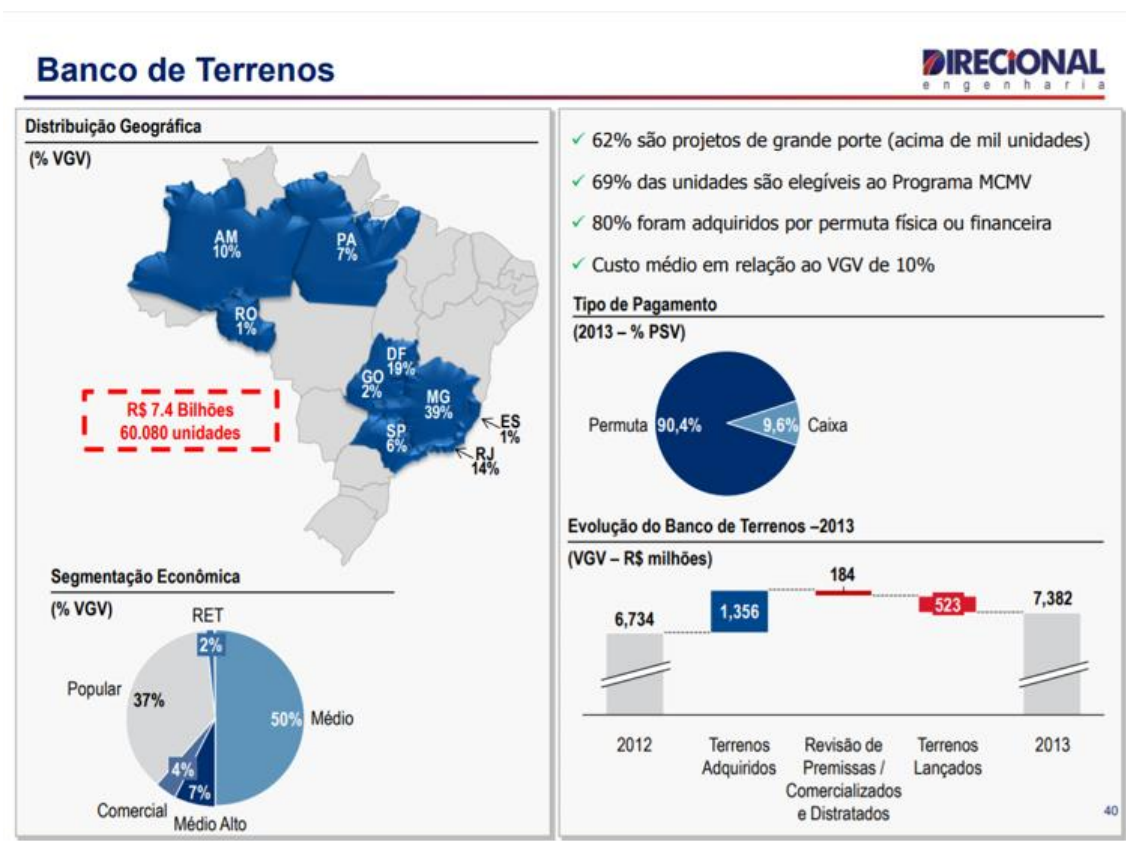 Banco de Terrenos
DIRECIONAL
engenharia
Distribuição Geográfica
(% VGV)
AM
10%
PA
7%
RO
1%
DF
19%
GO
2%
MG
39%
SP
6%
ES
1%
RJ
14%
R$ 7.4 Bilhões
60.080 unidades
Segmentação Econômica
(% VGV)
RET
2%
Popular
37%
50%
Médio
4%
7%
Comercial
Médio Alto
✓ 62% são projetos de grande porte (acima de mil unidades)
✓ 69% das unidades são elegíveis ao Programa MCMV
✓ 80% foram adquiridos por permuta física ou financeira
✓ Custo médio em relação ao VGV de 10%
Tipo de Pagamento
(2013 – % PSV)
Permuta 90,4% 9,6% Caixa
Evolução do Banco de Terrenos –2013
(VGV – R$ milhões)
6,734
1,356
184
523
7,382
2012
Terrenos
Adquiridos
Revisão de
Premissas /
Comercializados
e Distratados
Terrenos
Lançados
2013
40